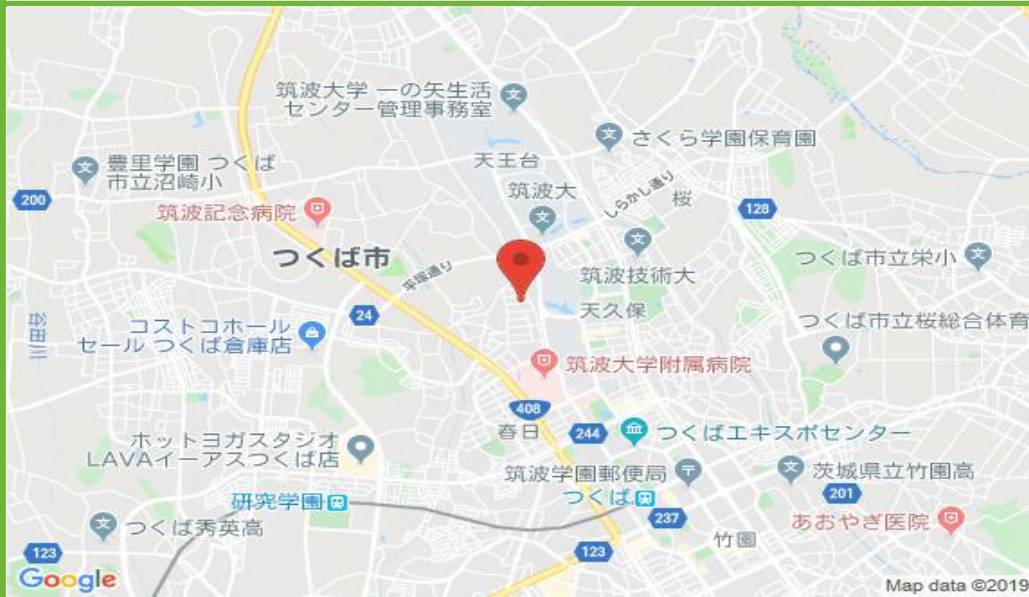 筑波大学 一の矢生活
センター管理事務室
さくら学園保育園
天王台
豊里学園 つくば
市立沼崎小
筑波大
しらかし通り
桜
200
筑波記念病院
128
つくば市
平塚通り
筑波技術大
つくば市立栄小
天久保
24
谷田川
コストコホール
セール つくば倉庫店
つくば市立桜総合体育
筑波大学附属病院
408
春日
244
つくばエキスポセンター
ホットヨガスタジオ
LAVAイーアスつくば店
筑波学園郵便局
茨城県立竹園高
研究学園
つくば
201
つくば秀英高
237
あおやぎ医院
竹園
123
123
Google
Map data ©2019